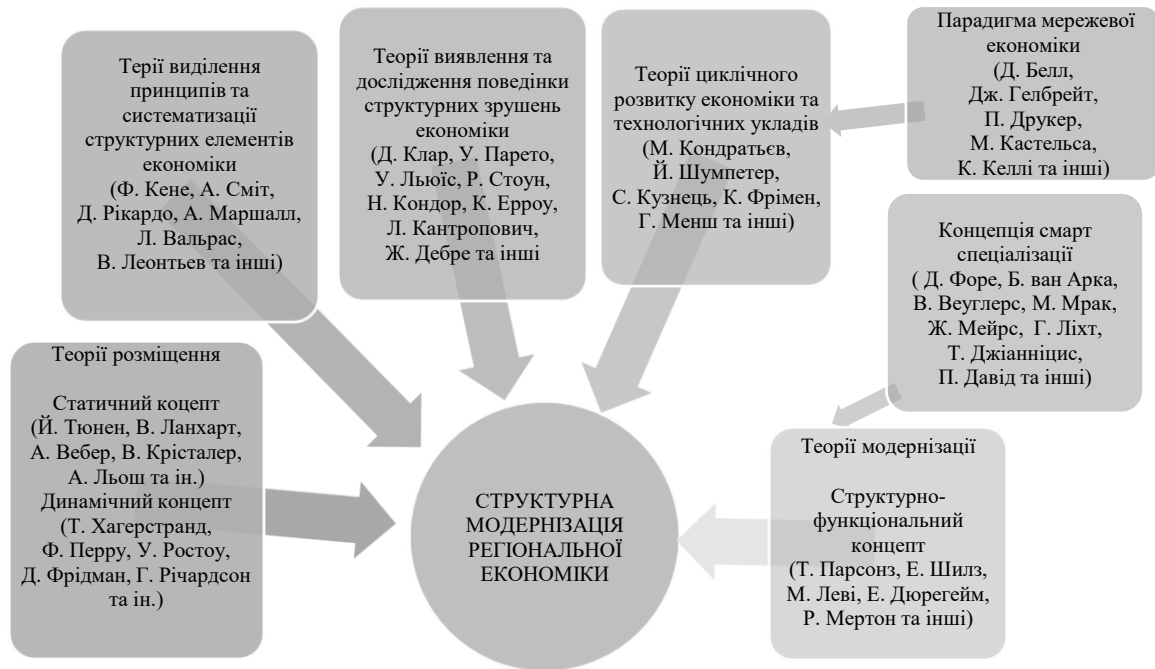 Терії виділення
принципів та
систематизації
структурних елементів
економіки
(Ф. Кене, А. Сміт,
Д. Рікардо, А. Маршалл,
Л. Вальрас,
В. Леонтьев та інші)
Теорії виявлення та
дослідження поведінки
структурних зрушень
економіки
(Д. Клар, У. Парето,
У. Льюїс, Р. Стоун,
Н. Кондор, К. Ерроу,
Л. Кантропович,
Ж. Дебре та інші
Теорії циклічного
розвитку економіки та
технологічних укладів
(М. Кондратьєв,
Й. Шумпетер,
С. Кузнець, К. Фрімен,
Г. Менш та інші)
Парадигма мережевої
економіки
(Д. Белл,
Дж. Гелбрейт,
П. Друкер,
М. Кастельса,
К. Келлі та інші)
Концепція смарт
спеціалізації
( Д. Форе, Б. ван Арка,
В. Веуглерс, М. Мрак,
Ж. Мейрс, Г. Ліхт,
Т. Джіанніцис,
П. Давід та інші)
Теорії розміщення
Статичний коцепт
(Й. Тюнен, В. Ланхарт,
А. Вебер, В. Крісталер,
А. Льош та ін.)
Динамічний концепт
(Т. Хагерстранд,
Ф. Перру, У. Ростоу,
Д. Фрідман, Г. Річардсон
та ін.)
СТРУКТУРНА
МОДЕРНІЗАЦІЯ
РЕГІОНАЛЬНОЇ
ЕКОНОМІКИ
Теорії модернізації
Структурно-
функціональний
концепт
(Т. Парсонз, Е. Шилз,
М. Леві, Е. Дюрегейм,
Р. Мертон та інші)